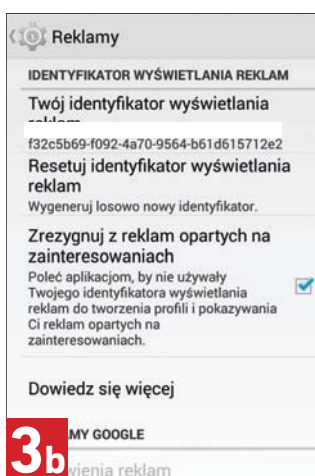 Reklamy
IDENTYFIKATOR WYŚWIETLANIA REKLAM
Twój identyfikator wyświetlania
f32c5b69-f092-4a70-9564-b61d615712e2
Resetuj identyfikator wyświetlania
reklam
Wygeneruj losowo nowy identyfikator.
Zrezygnuj z reklam opartych na
zainteresowaniach
Poleć aplikacjom, by nie używały
Twojego identyfikatora wyświetlania
reklam do tworzenia profili i pokazywania
Ci reklam opartych na
zainteresowaniach.
Dowiedz się więcej
MY GOOGLE
3b
wienia reklam